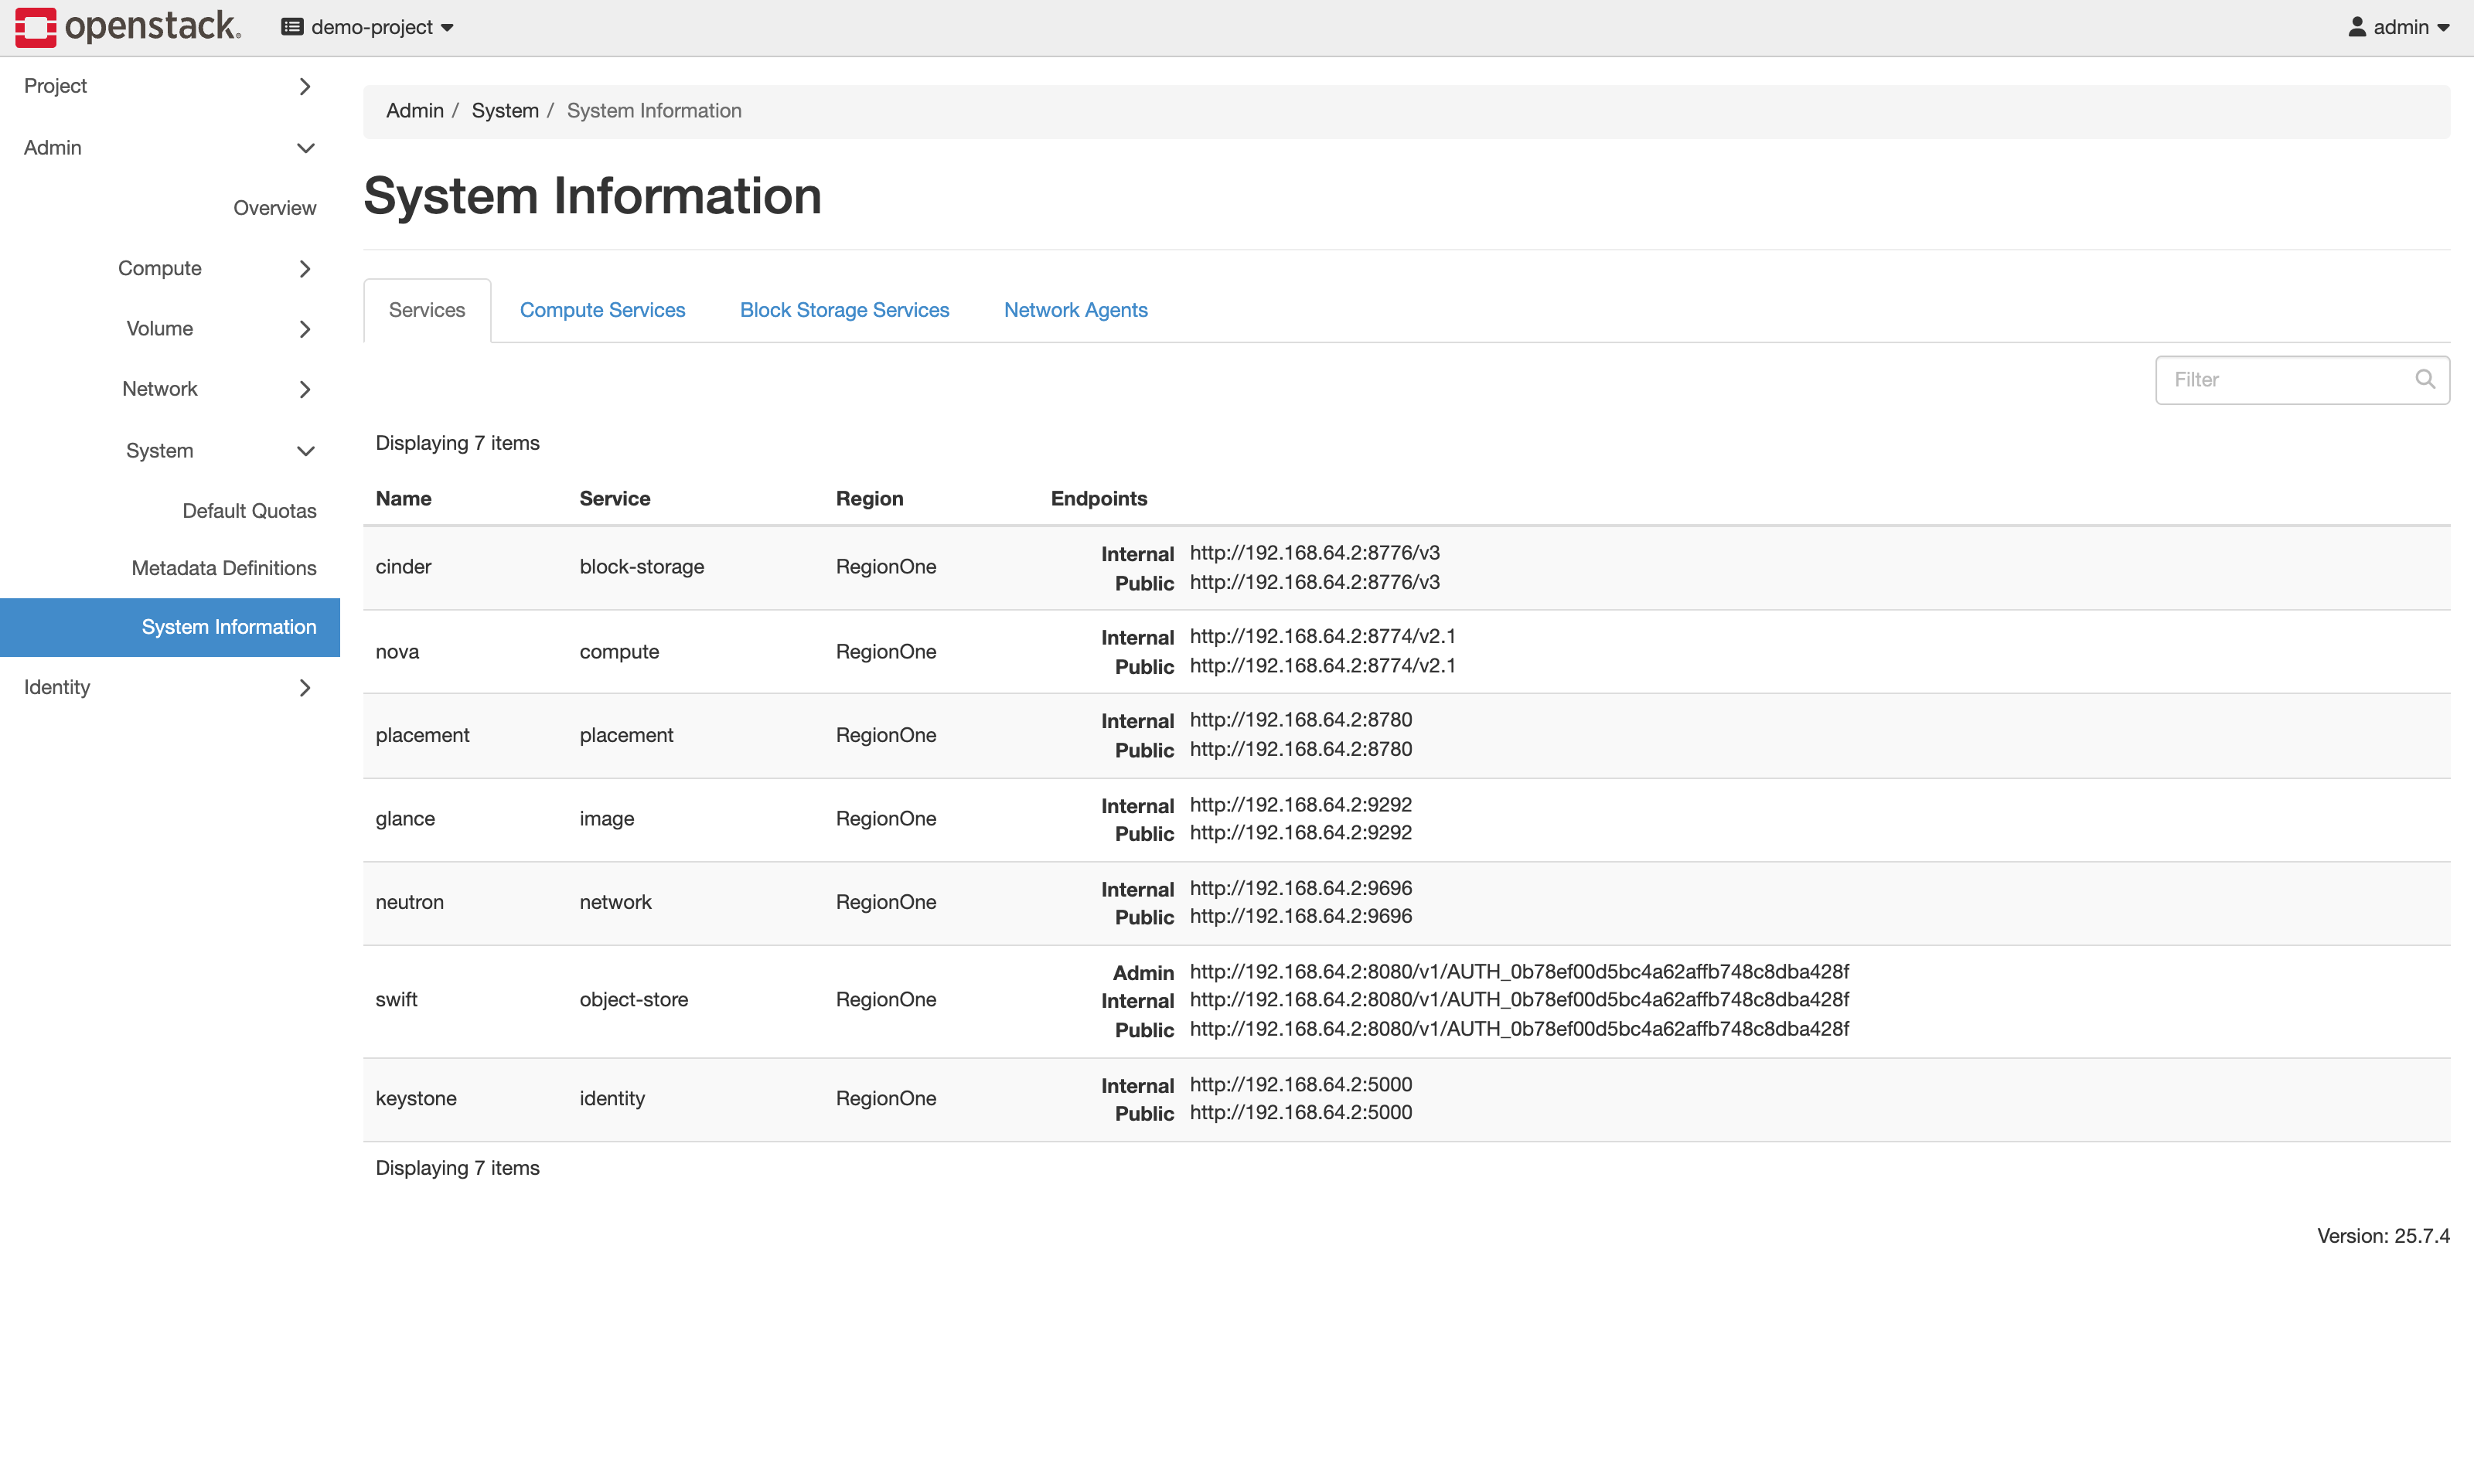 openstack.
demo-project
admin
Project
Admin
Overview
Compute
Volume
Network
System
Default Quotas
Metadata Definitions
System Information
Identity
Admin / System / System Information
System Information
Services Compute Services Block Storage Services Network Agents
Filter
Displaying 7 items
Name Service Region Endpoints
cinder block-storage RegionOne
Internal http://192.168.64.2:8776/v3
Public http://192.168.64.2:8776/v3
nova compute RegionOne
Internal http://192.168.64.2:8774/v2.1
Public http://192.168.64.2:8774/v2.1
placement placement RegionOne
Internal http://192.168.64.2:8780
Public http://192.168.64.2:8780
glance image RegionOne
Internal http://192.168.64.2:9292
Public http://192.168.64.2:9292
neutron network RegionOne
Internal http://192.168.64.2:9696
Public http://192.168.64.2:9696
swift object-store RegionOne
Admin http://192.168.64.2:8080/v1/AUTH_0b78ef00d5bc4a62affb748c8dba428f
Internal http://192.168.64.2:8080/v1/AUTH_0b78ef00d5bc4a62affb748c8dba428f
Public http://192.168.64.2:8080/v1/AUTH_0b78ef00d5bc4a62affb748c8dba428f
keystone identity RegionOne
Internal http://192.168.64.2:5000
Public http://192.168.64.2:5000
Displaying 7 items
Version: 25.7.4